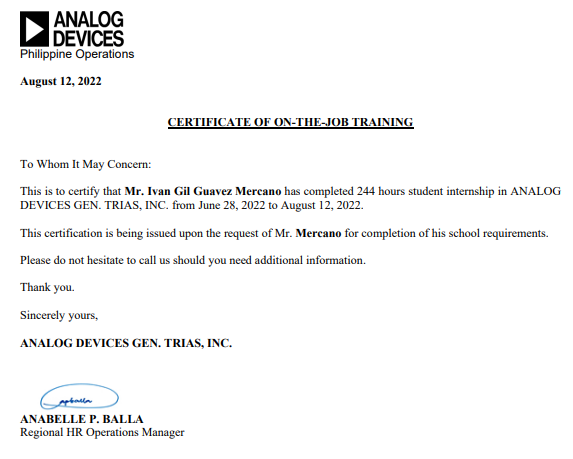 ANALOG
DEVICES
Philippine Operations
August 12, 2022
CERTIFICATE OF ON-THE-JOB TRAINING
To Whom It May Concern:
This is to certify that Mr. Ivan Gil Guavez Mercano has completed 244 hours student internship in ANALOG
DEVICES GEN. TRIAS, INC. from June 28, 2022 to August 12, 2022.
This certification is being issued upon the request of Mr. Mercano for completion of his school requirements.
Please do not hesitate to call us should you need additional information.
Thank you.
Sincerely yours,
ANALOG DEVICES GEN. TRIAS, INC.
apballa
ANABELLE P. BALLA
Regional HR Operations Manager